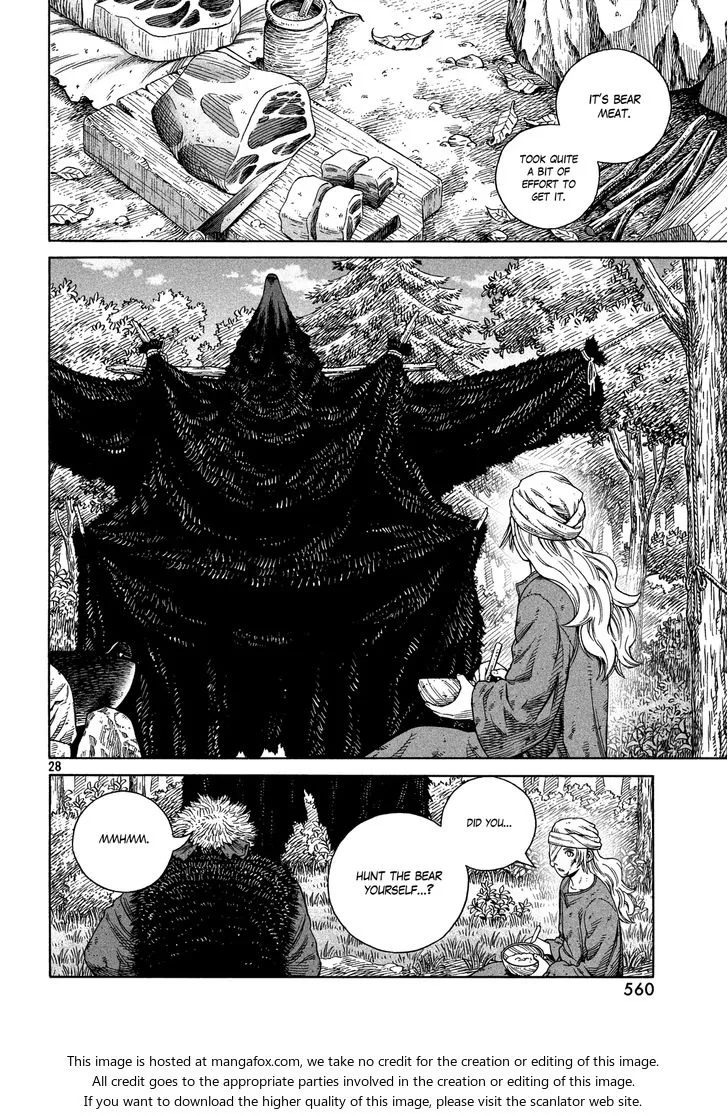 IT'S BEAR
MEAT.
TOOK QUITE
A BIT OF
EFFORT TO
GET IT.
28
DID YOU...
HUNT THE BEAR
YOURSELF...?
MMHMM.
560
This image is hosted at mangafox.com, we take no credit for the creation or editing of this image.
All credit goes to the appropriate parties involved in the creation or editing of this image.
If you want to download the higher quality of this image, please visit the scanlator web site.